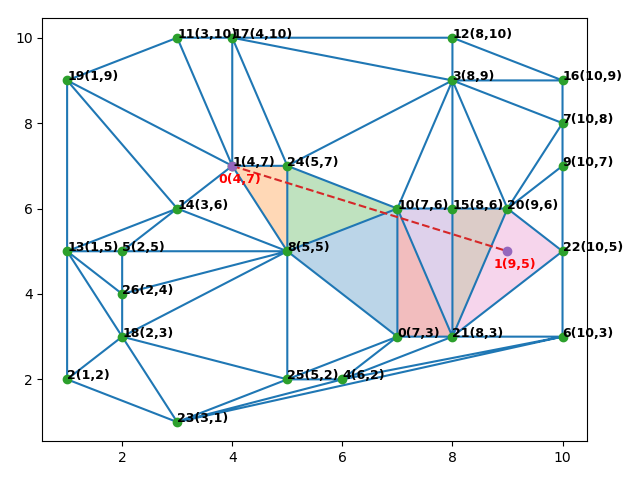 10
11(3,10) 17(4,10) 12(8,10)
19(1,9) 3(8,9) 16(10,9)
8
7(10,8)
1(4,7) 24(5,7) 9(10,7)
0(4,7)
6
14(3,6) 10(7,6) 15(8,6) 20(9,6)
13(1,5) 5(2,5) 8(5,5) 22(10,5)
1(9,5)
4
26(2,4)
18(2,3) 0(7,3) 21(8,3) 6(10,3)
2
2(1,2) 25(5,2) 4(6,2)
23(3,1)
2 4 6 8 10